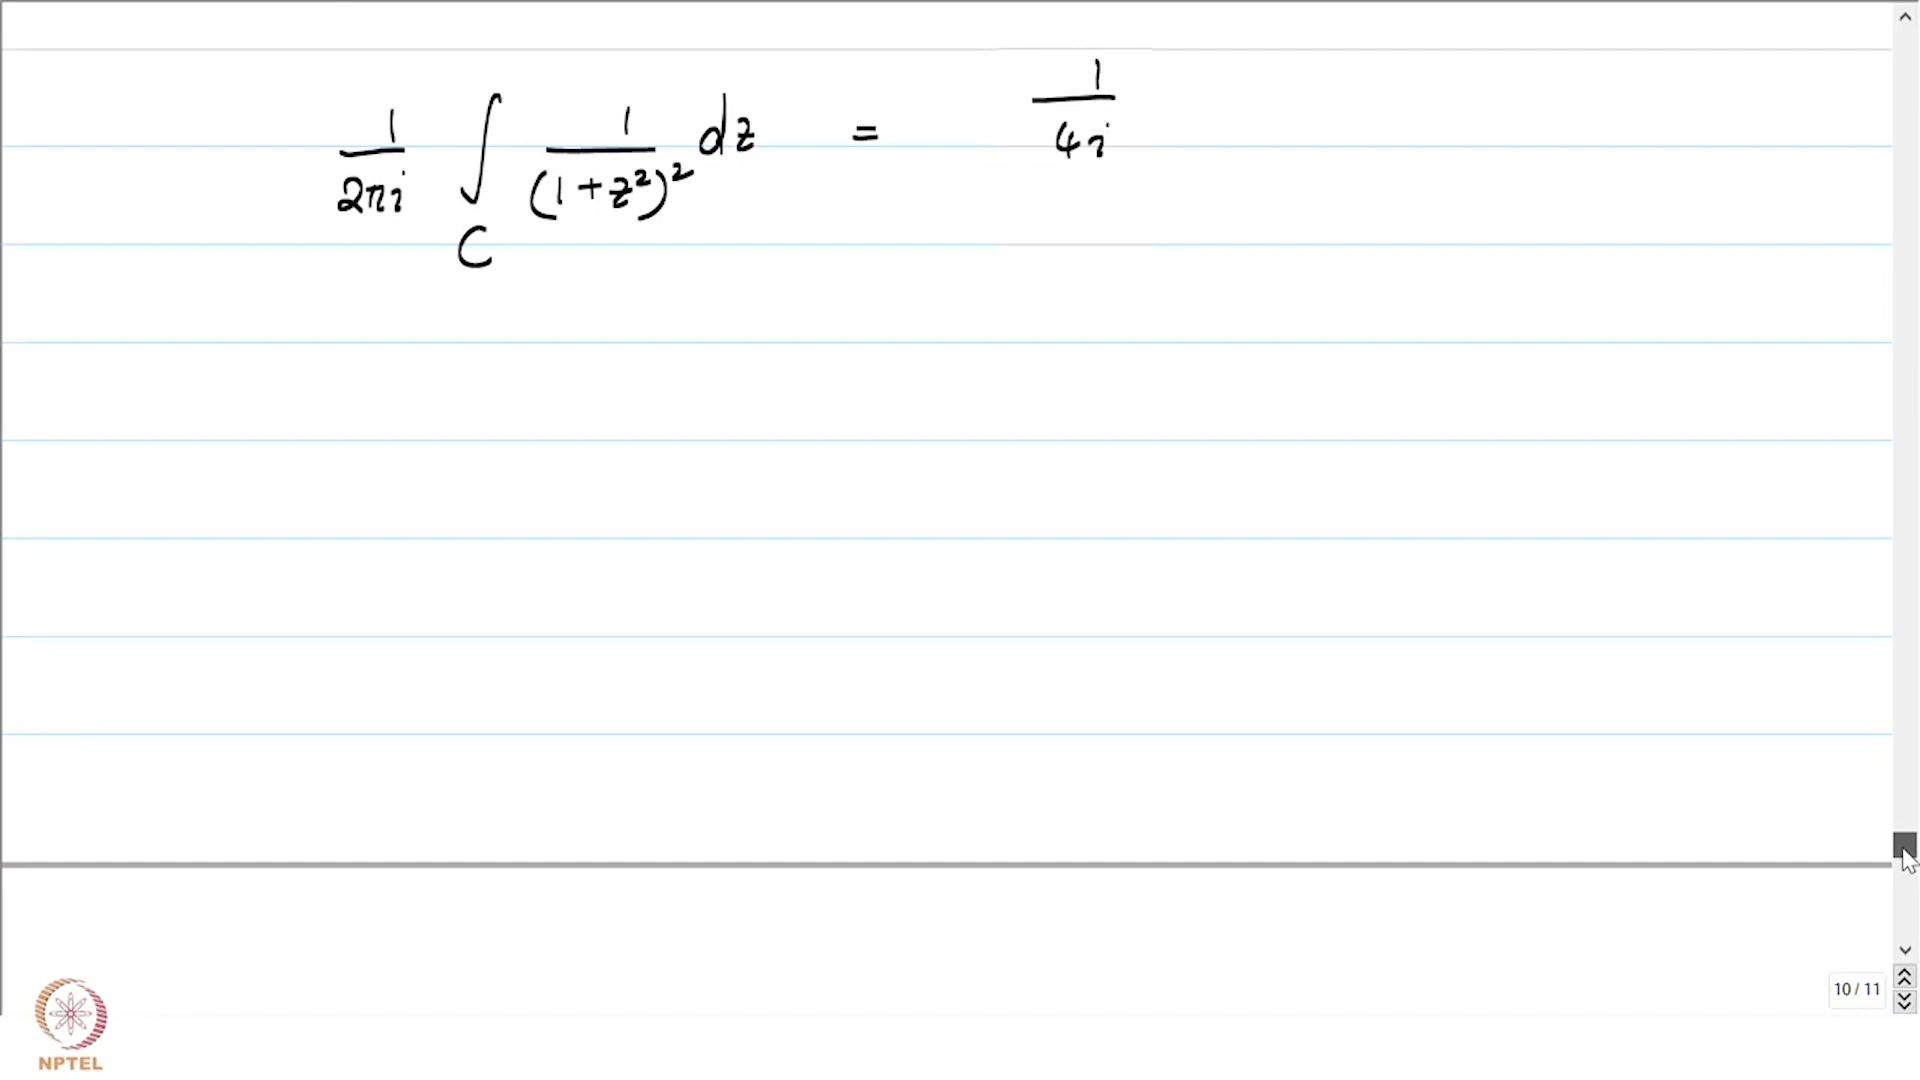 1/2πi ∫_C 1/(1+z²)² dz = 1/4i
10 / 11
NPTEL